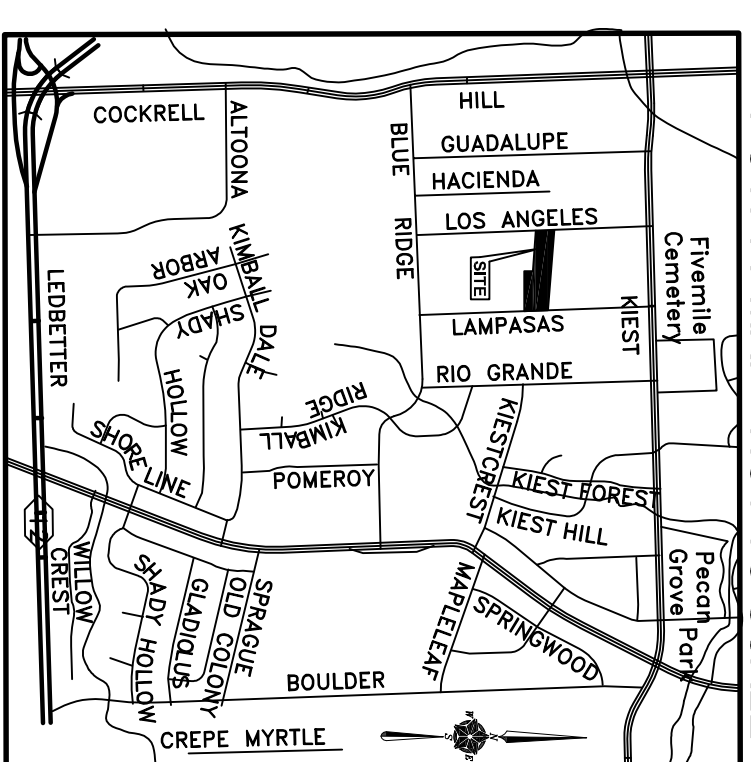 COCKRELL HILL
ALTOONA
BLUE RIDGE
GUADALUPE
HACIENDA
LOS ANGELES
SITE
LAMPASAS
KIEST
Fivemile
Cemetery
RIO GRANDE
LEDBETTER
ARBOR
OAK
SHADY
HOLLOW
KIMBALL DALE
KIMBALL
RIDGE
POMEROY
SHORE LINE
KIESTCREST
KIEST FOREST
KIEST HILL
WILLOW
CREST
SHADY HOLLOW
GLADIOLUS
OLD COLONY
SPRAGUE
MAPLELEAF
SPRINGWOOD
Pecan
Grove Park
BOULDER
CREPE MYRTLE
W
N
S
E